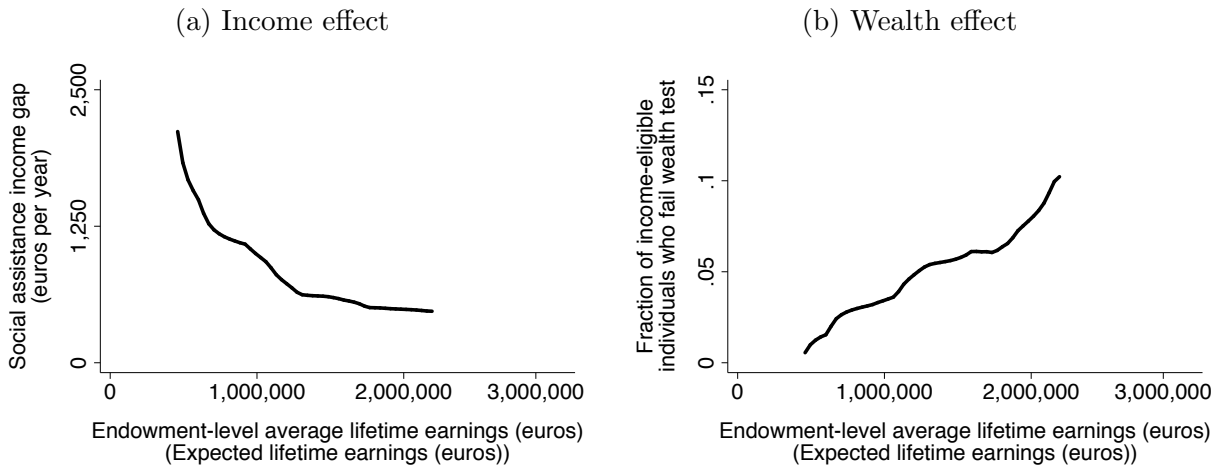 (a) Income effect
Social assistance income gap
(euros per year)
2,500
1,250
0
0
1,000,000
2,000,000
3,000,000
Endowment-level average lifetime earnings (euros)
(Expected lifetime earnings (euros))
(b) Wealth effect
Fraction of income-eligible
individuals who fail wealth test
.15
.1
.05
0
0
1,000,000
2,000,000
3,000,000
Endowment-level average lifetime earnings (euros)
(Expected lifetime earnings (euros))